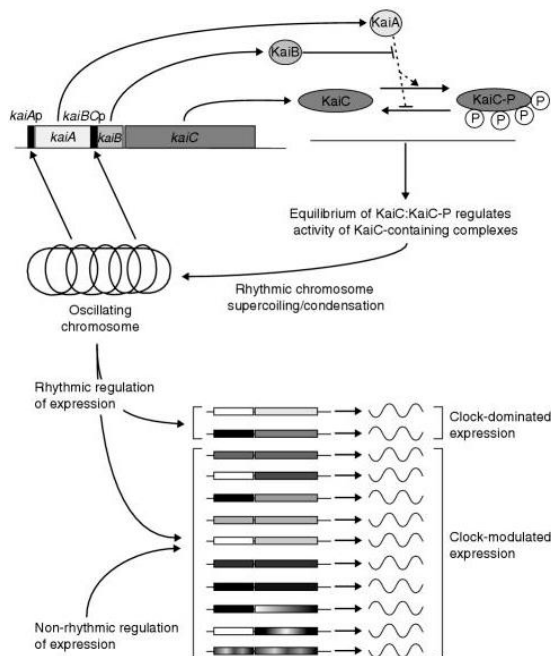 KaiA
KaiB
KaiC
KaiC-P
P
P
P
P
kaiAp
kaiBCp
kaiA
kaiB
kaiC
Equilibrium of KaiC:KaiC-P regulates
activity of KaiC-containing complexes
Rhythmic chromosome
supercoiling/condensation
Oscillating
chromosome
Rhythmic regulation
of expression
Clock-dominated
expression
Clock-modulated
expression
Non-rhythmic regulation
of expression